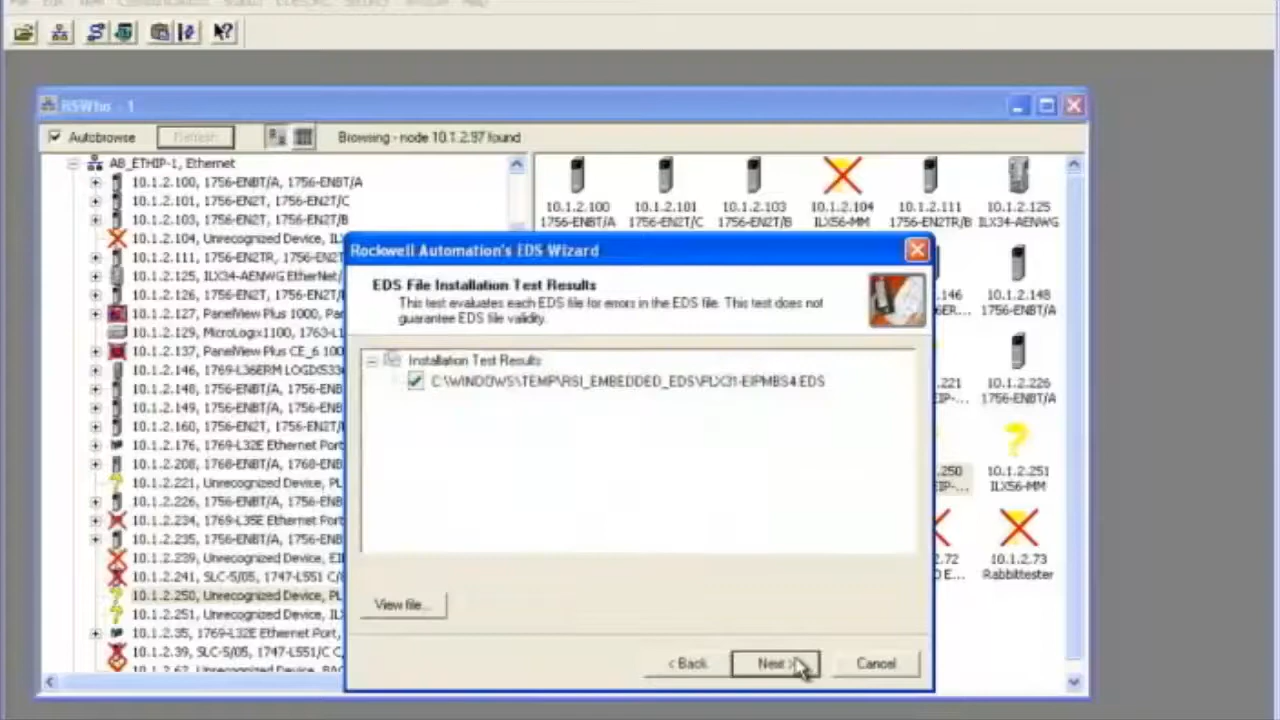 RSWho - 1
Autobrowse
Refresh
Browsing - node 10.1.2.97 found
AB_ETHIP-1, Ethernet
10.1.2.100, 1756-ENBT/A, 1756-ENBT/A
10.1.2.101, 1756-EN2T, 1756-EN2T/C
10.1.2.103, 1756-EN2T, 1756-EN2T/B
10.1.2.104, Unrecognized Device, ILX
10.1.2.111, 1756-EN2TR, 1756-EN2T
10.1.2.125, ILX34-AENWG EtherNet/
10.1.2.126, 1756-EN2T, 1756-EN2T/
10.1.2.127, PanelView Plus 1000, Pan
10.1.2.129, MicroLogix1100, 1763-L1
10.1.2.137, PanelView Plus CE_6 100
10.1.2.146, 1769-L36ERM LOGIX533
10.1.2.148, 1756-ENBT/A, 1756-ENB
10.1.2.149, 1756-ENBT/A, 1756-ENB
10.1.2.160, 1756-EN2T, 1756-EN2T/
10.1.2.176, 1769-L32E Ethernet Port
10.1.2.208, 1768-ENBT/A, 1768-ENB
10.1.2.221, Unrecognized Device, PL
10.1.2.226, 1756-ENBT/A, 1756-ENB
10.1.2.234, 1769-L35E Ethernet Port
10.1.2.235, 1756-ENBT/A, 1756-ENB
10.1.2.239, Unrecognized Device, EI
10.1.2.241, SLC-5/05, 1747-L551 C/
10.1.2.250, Unrecognized Device, PL
10.1.2.251, Unrecognized Device, ILX
10.1.2.35, 1769-L32E Ethernet Port,
10.1.2.39, SLC-5/05, 1747-L551/C C,
10.1.2.100
1756-ENBT/A
10.1.2.101
1756-EN2T/C
10.1.2.103
1756-EN2T/B
10.1.2.104
ILX56-MM
10.1.2.111
1756-EN2TR/B
10.1.2.125
ILX34-AENWG
.146
6ER...
10.1.2.148
1756-ENBT/A
.221
EIP-...
10.1.2.226
1756-ENBT/A
.250
EIP-...
10.1.2.251
ILX56-MM
.2.72
10.1.2.73
Rabbittester
Rockwell Automation's EDS Wizard
EDS File Installation Test Results
This test evaluates each EDS file for errors in the EDS file. This test does not
guarantee EDS file validity.
Installation Test Results
C:\WINDOWS\TEMP\RSI_EMBEDDED_EDS\PLX31-EIPMBS4.EDS
View file...
< Back
Next >
Cancel